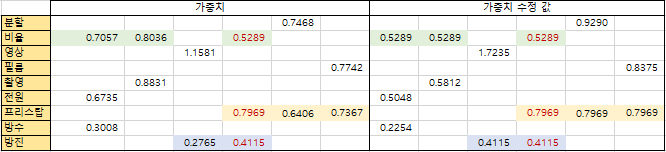 가중치 가중치 수정 값
분할 0.7468 0.9290
비율 0.7057 0.8036 0.5289 0.5289 0.5289 0.5289
영상 1.1581 1.7235
필름 0.7742 0.8375
촬영 0.8831 0.5812
전원 0.6735 0.5048
프리스탑 0.7969 0.6406 0.7367 0.7969 0.7969 0.7969
방수 0.3008 0.2254
방진 0.2765 0.4115 0.4115 0.4115